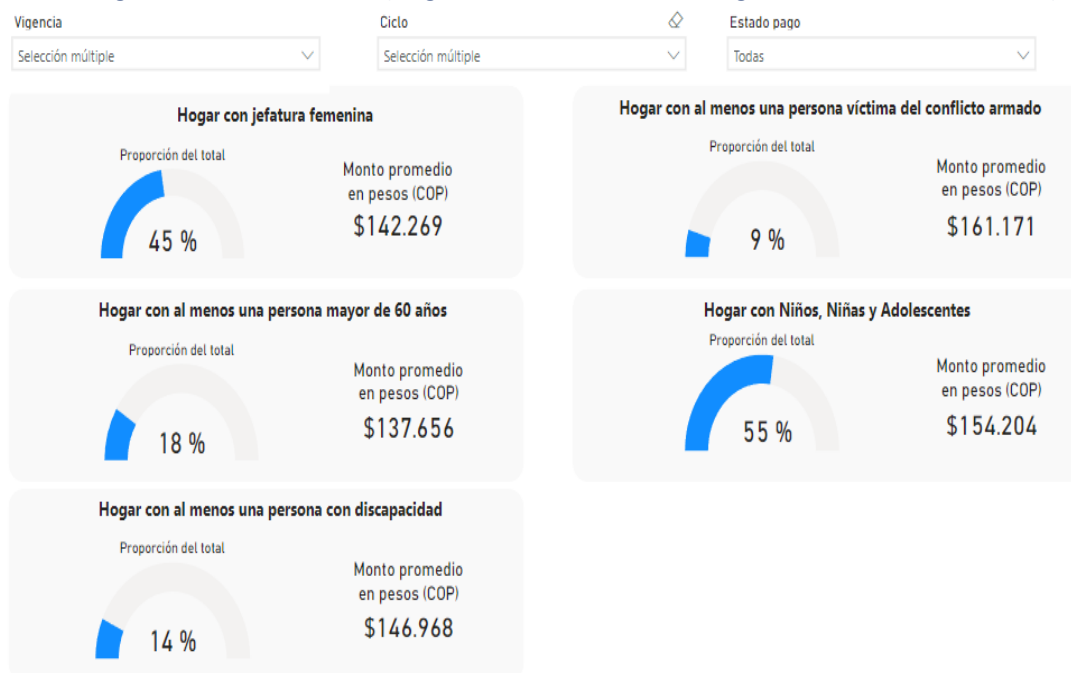 Vigencia
Ciclo
Estado pago
Selección múltiple
Selección múltiple
Todas
Hogar con jefatura femenina
Proporción del total
45 %
Monto promedio
en pesos (COP)
$142.269
Hogar con al menos una persona víctima del conflicto armado
Proporción del total
9 %
Monto promedio
en pesos (COP)
$161.171
Hogar con al menos una persona mayor de 60 años
Proporción del total
18 %
Monto promedio
en pesos (COP)
$137.656
Hogar con Niños, Niñas y Adolescentes
Proporción del total
55 %
Monto promedio
en pesos (COP)
$154.204
Hogar con al menos una persona con discapacidad
Proporción del total
14 %
Monto promedio
en pesos (COP)
$146.968